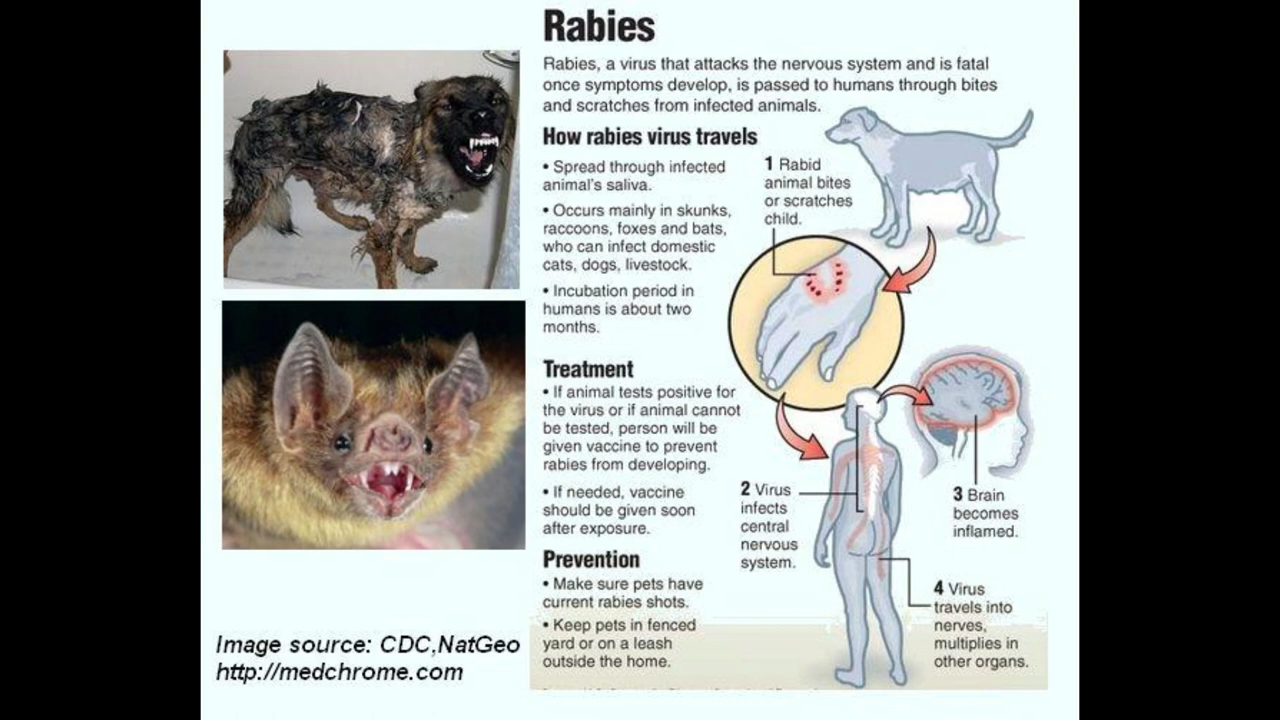 Rabies
Rabies, a virus that attacks the nervous system and is fatal
once symptoms develop, is passed to humans through bites
and scratches from infected animals.
How rabies virus travels
• Spread through infected
animal's saliva.
• Occurs mainly in skunks,
raccoons, foxes and bats,
who can infect domestic
cats, dogs, livestock.
• Incubation period in
humans is about two
months.
1 Rabid
animal bites
or scratches
child.
Treatment
• If animal tests positive for
the virus or if animal cannot
be tested, person will be
given vaccine to prevent
rabies from developing.
• If needed, vaccine
should be given soon
after exposure.
2 Virus
infects
central
nervous
system.
3 Brain
becomes
inflamed.
Prevention
• Make sure pets have
current rabies shots.
• Keep pets in fenced
yard or on a leash
outside the home.
4 Virus
travels into
nerves,
multiplies in
other organs.
Image source: CDC,NatGeo
http://medchrome.com